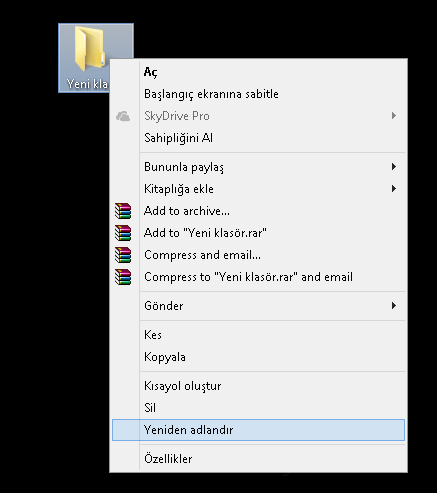 Yeni kla
Aç
Başlangıç ekranına sabitle
SkyDrive Pro
Sahipliğini Al
Bununla paylaş
Kitaplığa ekle
Add to archive...
Add to "Yeni klasör.rar"
Compress and email...
Compress to "Yeni klasör.rar" and email
Gönder
Kes
Kopyala
Kısayol oluştur
Sil
Yeniden adlandır
Özellikler